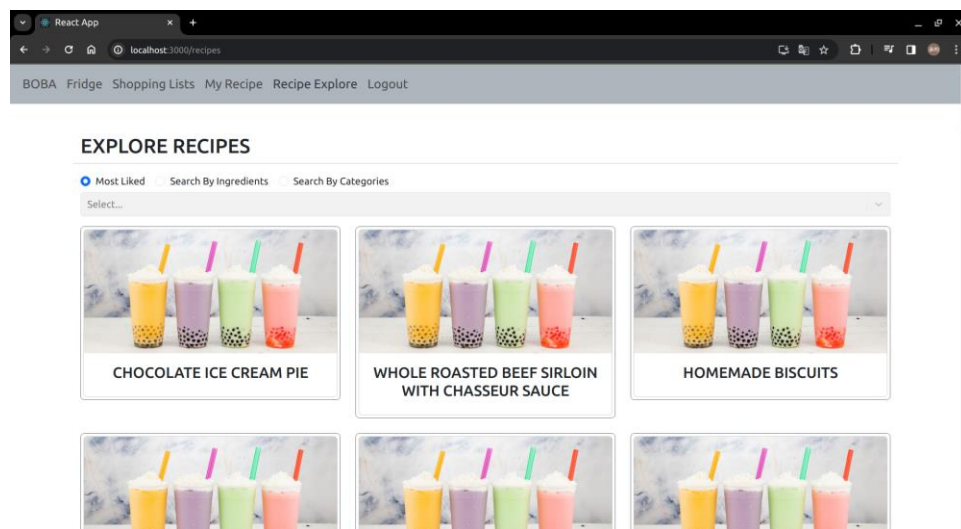 React App
localhost:3000/recipes
BOBA Fridge Shopping Lists My Recipe Recipe Explore Logout
EXPLORE RECIPES
Most Liked Search By Ingredients Search By Categories
Select...
CHOCOLATE ICE CREAM PIE
WHOLE ROASTED BEEF SIRLOIN
WITH CHASSEUR SAUCE
HOMEMADE BISCUITS